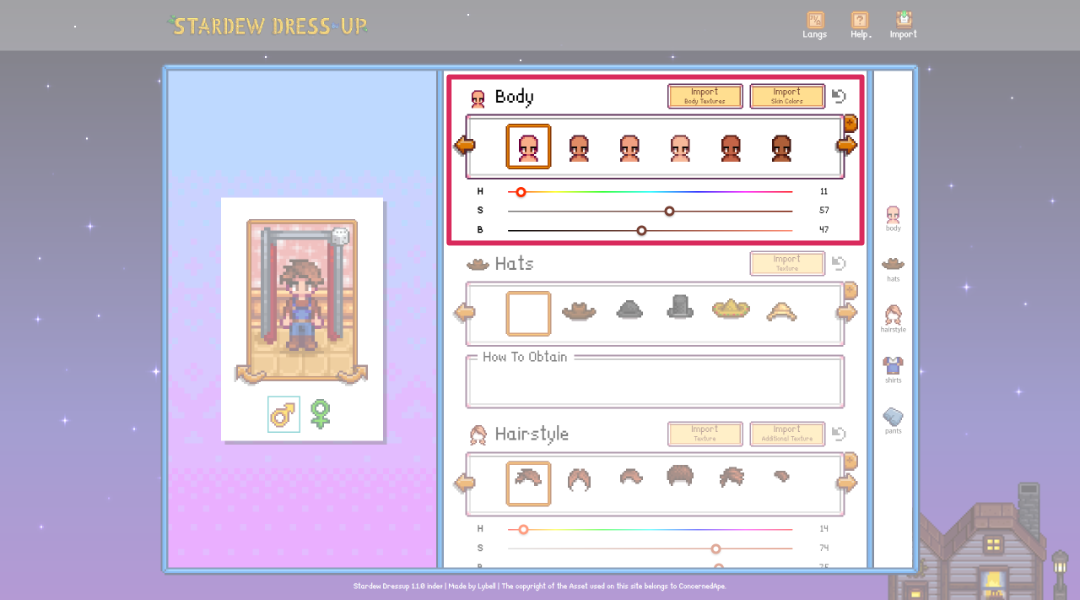 STARDEW DRESS UP
Langs
Help.
Import
Body
Import
Body Textures
Import
Skin Colors
H
11
S
57
B
47
body
Hats
Import
Texture
hats
hairstyle
How To Obtain
shirts
pants
Hairstyle
Import
Texture
Import
Additional Texture
H
14
S
74
Stardew Dressup 1.1.0 index | Made by Lybell | The copyright of the Asset used on this site belongs to ConcernedApe.